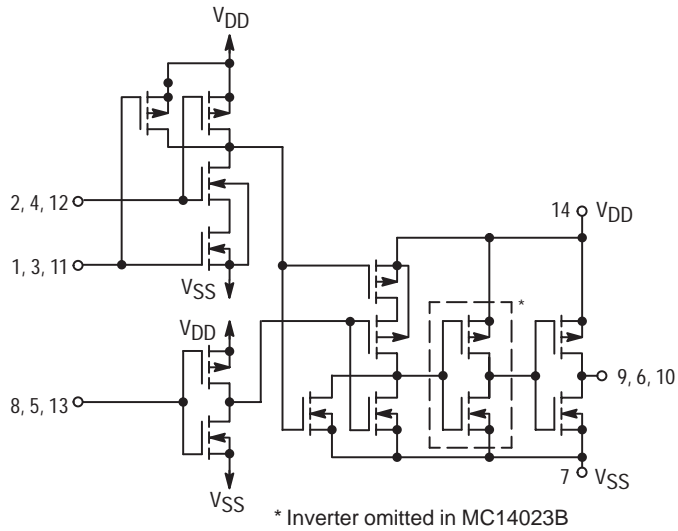 VDD
2, 4, 12
14 VDD
1, 3, 11
VSS
VDD
*
8, 5, 13
9, 6, 10
VSS
7 VSS
* Inverter omitted in MC14023B